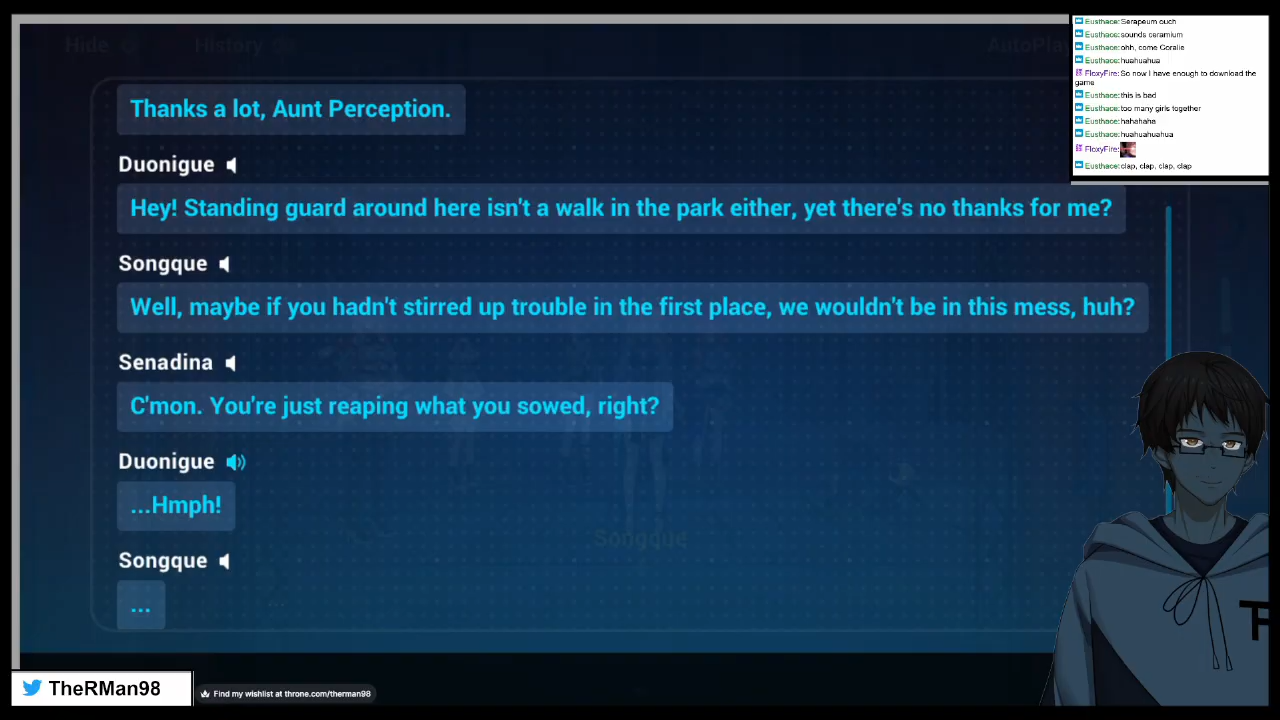 Hide
History
AutoPlay
Thanks a lot, Aunt Perception.
Duonigue
Hey! Standing guard around here isn't a walk in the park either, yet there's no thanks for me?
Songque
Well, maybe if you hadn't stirred up trouble in the first place, we wouldn't be in this mess, huh?
Senadina
C'mon. You're just reaping what you sowed, right?
Duonigue
...Hmph!
Songque
...
Songque
...
Eusthace: Serapeum ouch
Eusthace: sounds ceramium
Eusthace: ohh, come Coralie
Eusthace: huahuahua
FloxyFire: So now I have enough to download the
game
Eusthace: this is bad
Eusthace: too many girls together
Eusthace: hahahaha
Eusthace: huahuahuahua
FloxyFire:
Eusthace: clap, clap, clap, clap
TheRMan98
Find my wishlist at throne.com/therman98